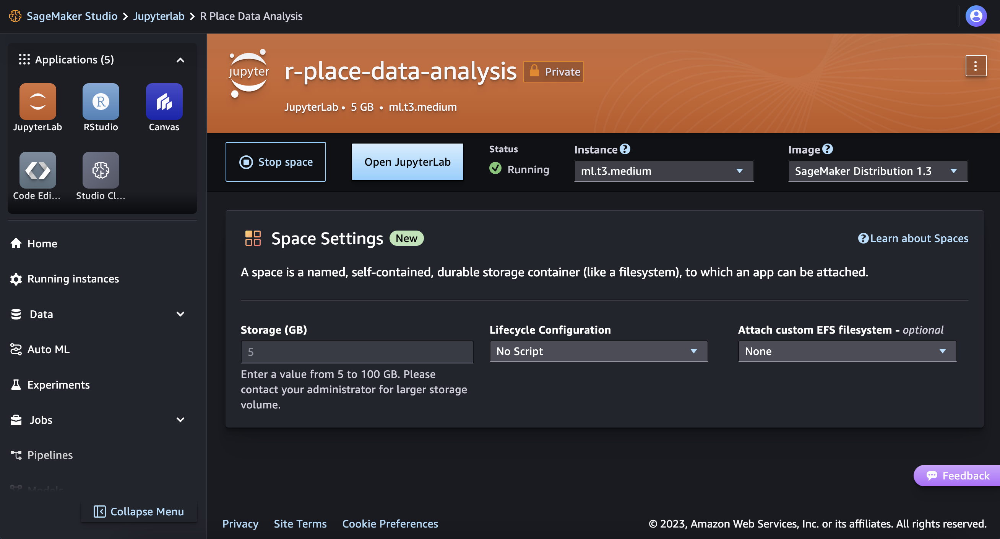 SageMaker Studio > Jupyterlab > R Place Data Analysis
Applications (5)
JupyterLab
RStudio
Canvas
Code Edi...
Studio Cl...
Home
Running instances
Data
Auto ML
Experiments
Jobs
Pipelines
Models
Collapse Menu
jupyter
r-place-data-analysis
Private
JupyterLab • 5 GB • ml.t3.medium
Stop space
Open JupyterLab
Status
Running
Instance
ml.t3.medium
Image
SageMaker Distribution 1.3
Space Settings
New
Learn about Spaces
A space is a named, self-contained, durable storage container (like a filesystem), to which an app can be attached.
Storage (GB)
5
Enter a value from 5 to 100 GB. Please
contact your administrator for larger storage
volume.
Lifecycle Configuration
No Script
Attach custom EFS filesystem - optional
None
Feedback
Privacy
Site Terms
Cookie Preferences
© 2023, Amazon Web Services, Inc. or its affiliates. All rights reserved.